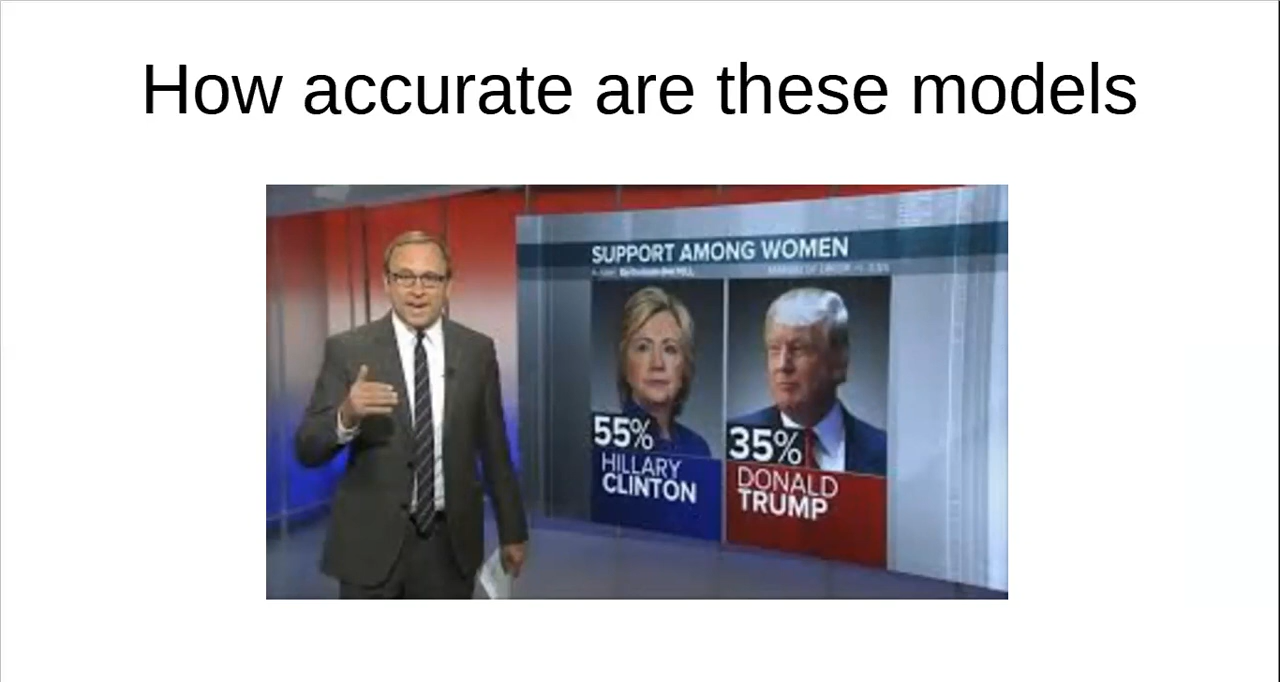 How accurate are these models
SUPPORT AMONG WOMEN
55%
HILLARY
CLINTON
35%
DONALD
TRUMP